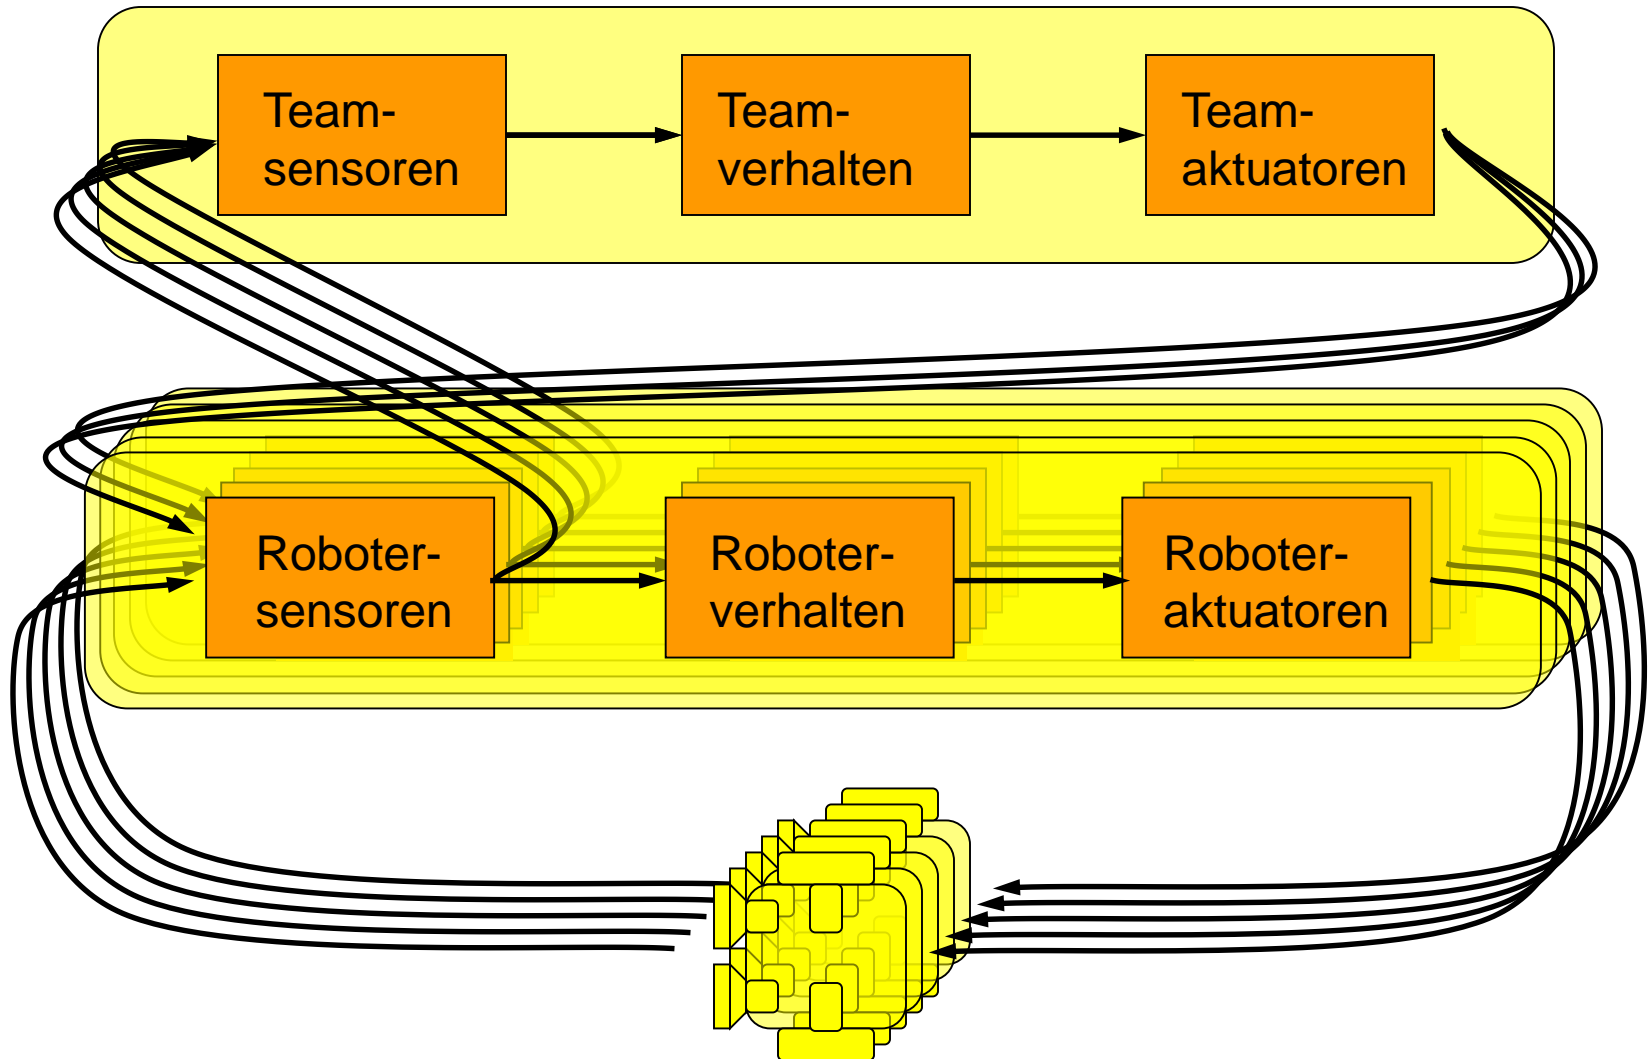 Team-
sensoren
Team-
verhalten
Team-
aktuatoren
Roboter-
sensoren
Roboter-
verhalten
Roboter-
aktuatoren